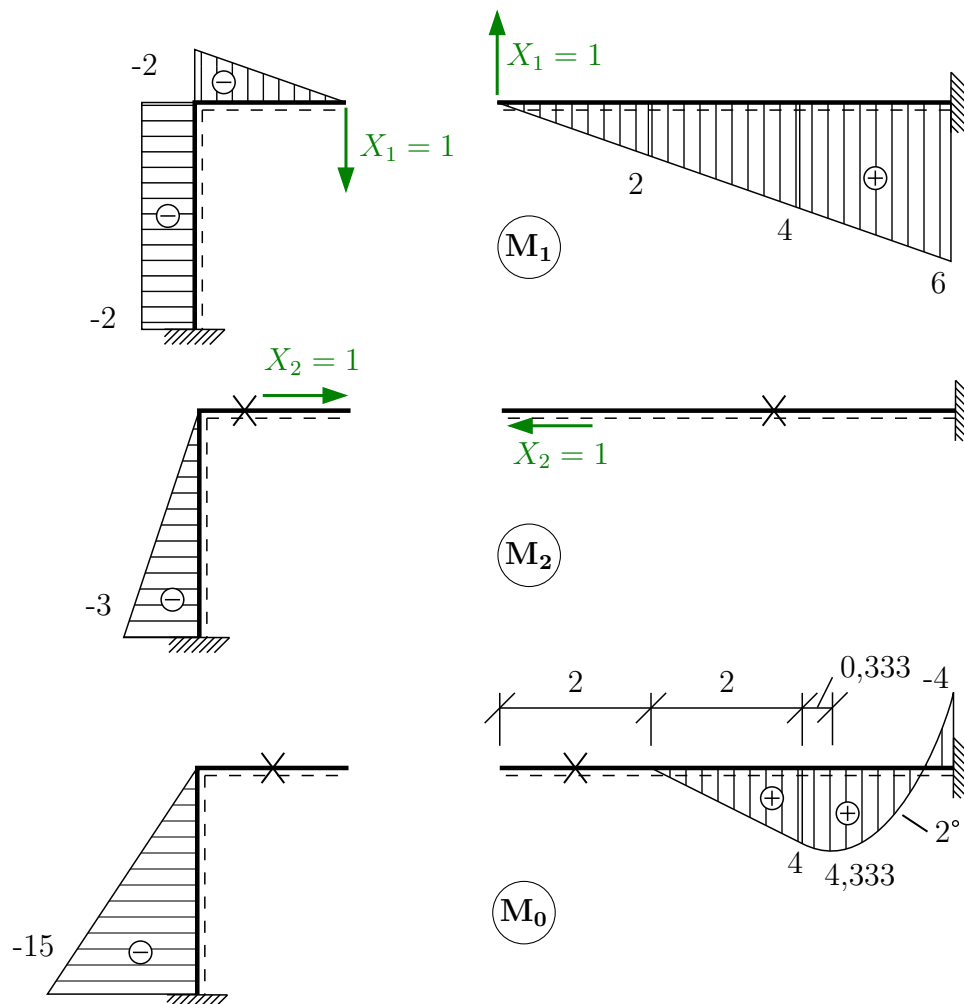 -2
X₁ = 1
X₁ = 1
2
4
6
M₁
-2
X₂ = 1
X₂ = 1
M₂
-3
2
2
0,333
-4
4
4,333
2°
M₀
-15